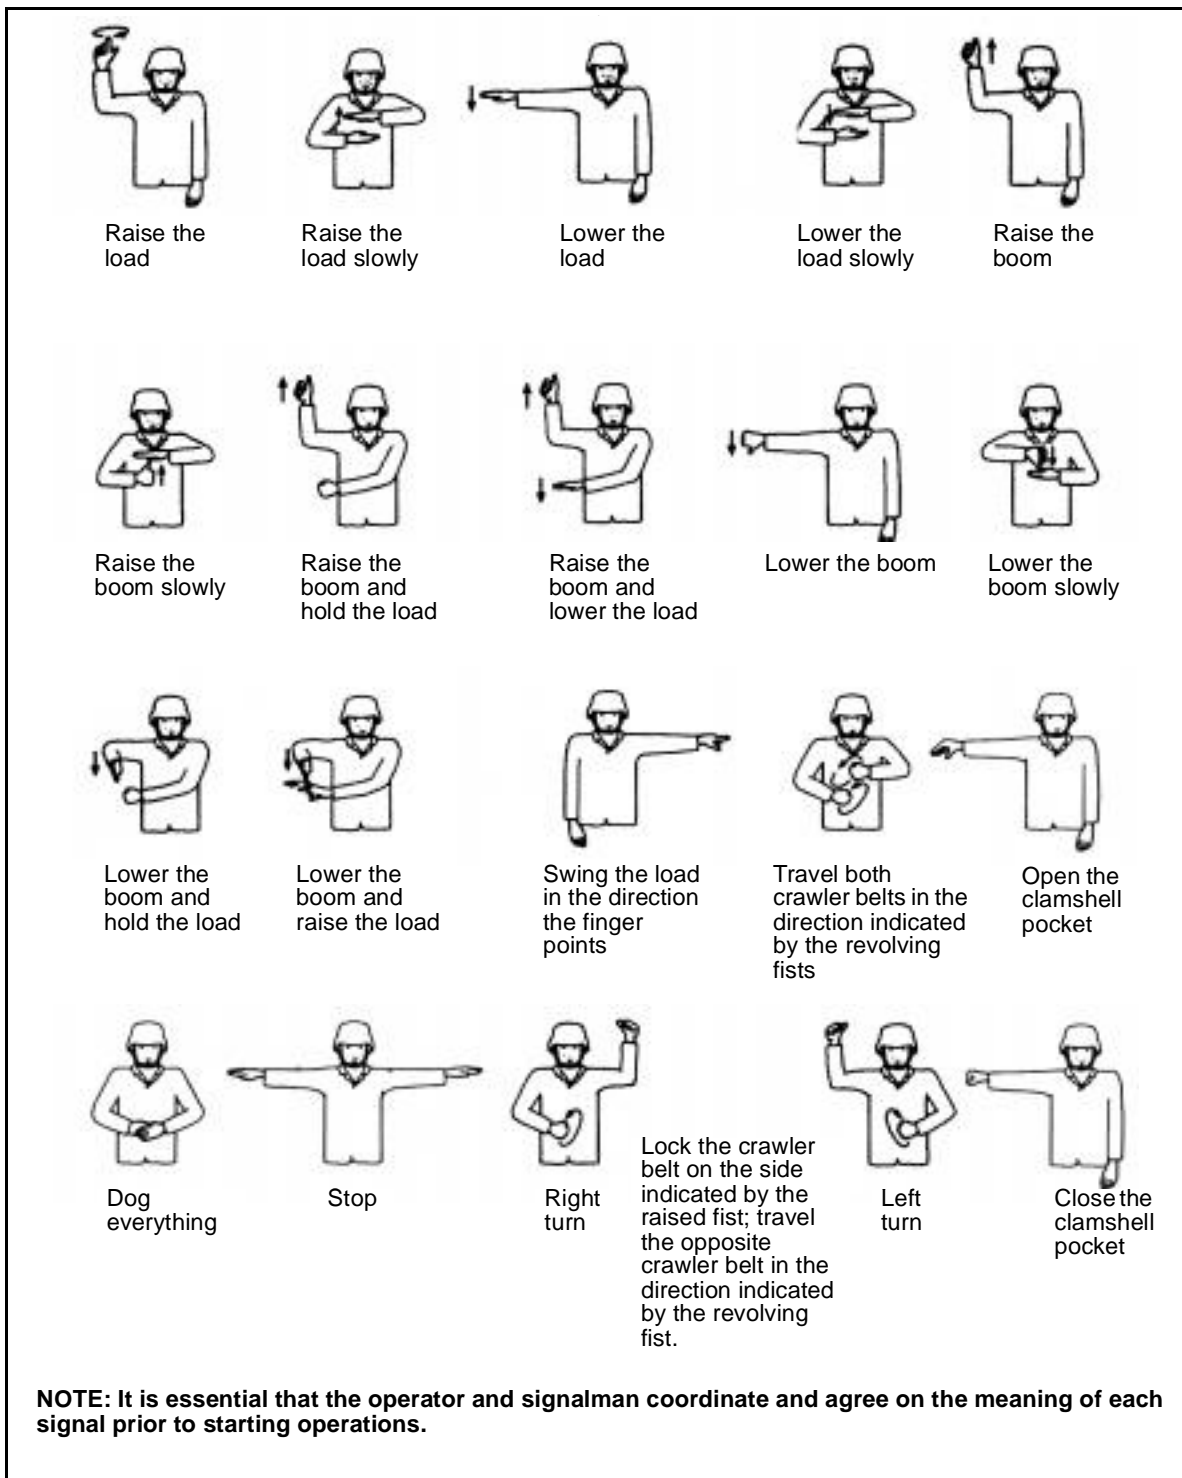 Raise the
load
Raise the
load slowly
Lower the
load
Lower the
load slowly
Raise the
boom
Raise the
boom slowly
Raise the
boom and
hold the load
Raise the
boom and
lower the load
Lower the boom
Lower the
boom slowly
Lower the
boom and
hold the load
Lower the
boom and
raise the load
Swing the load
in the direction
the finger
points
Travel both
crawler belts in the
direction indicated
by the revolving
fists
Open the
clamshell
pocket
Dog
everything
Stop
Right
turn
Lock the crawler
belt on the side
indicated by the
raised fist; travel
the opposite
crawler belt in the
direction indicated
by the revolving
fist.
Left
turn
Close the
clamshell
pocket
NOTE: It is essential that the operator and signalman coordinate and agree on the meaning of each
signal prior to starting operations.